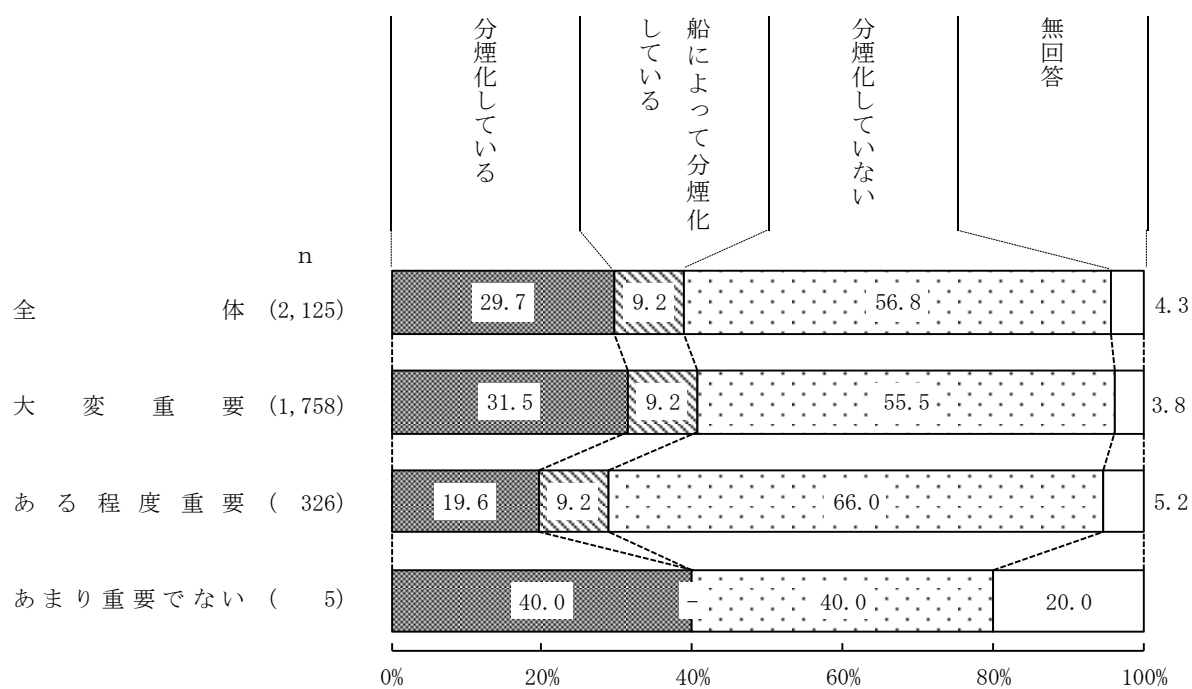 分煙化している
船によって分煙化
している
分煙化していない
無回答
n
全体 (2,125) 29.7 9.2 56.8 4.3
大変重要 (1,758) 31.5 9.2 55.5 3.8
ある程度重要 ( 326) 19.6 9.2 66.0 5.2
あまり重要でない ( 5) 40.0 - 40.0 20.0
0% 20% 40% 60% 80% 100%